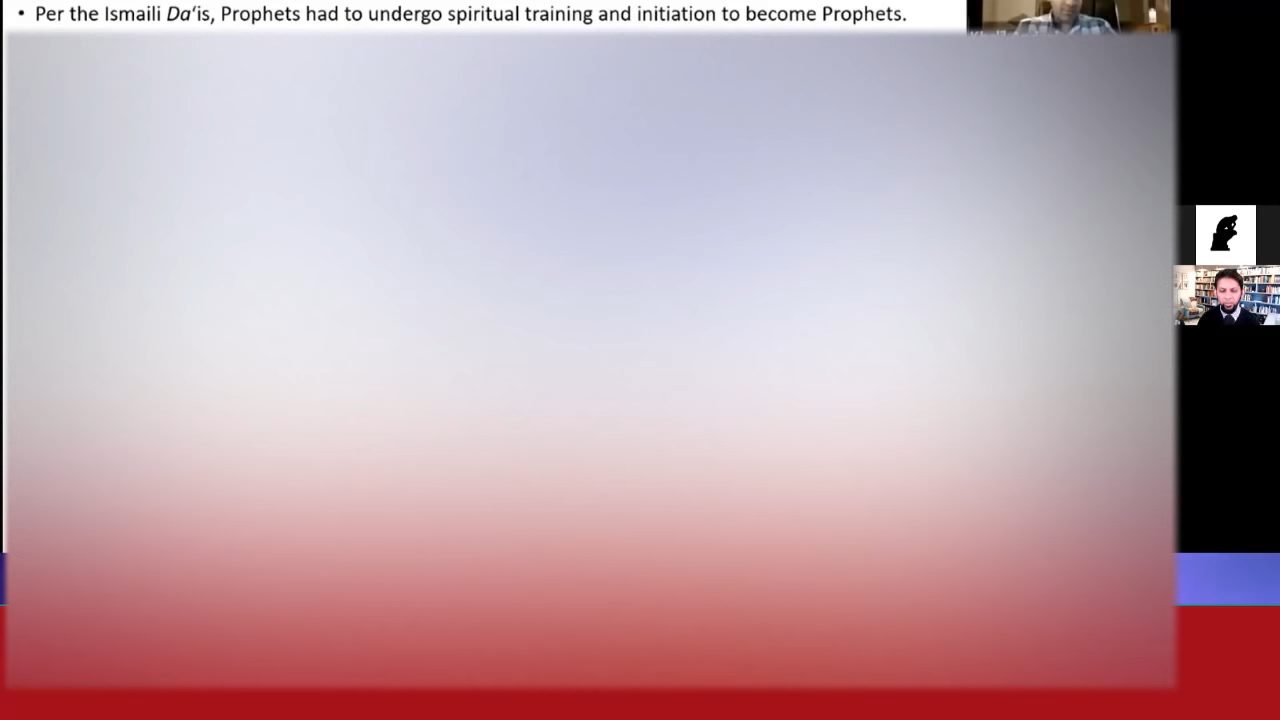 • Per the Ismaili Da‘is, Prophets had to undergo spiritual training and initiation to become Prophets.